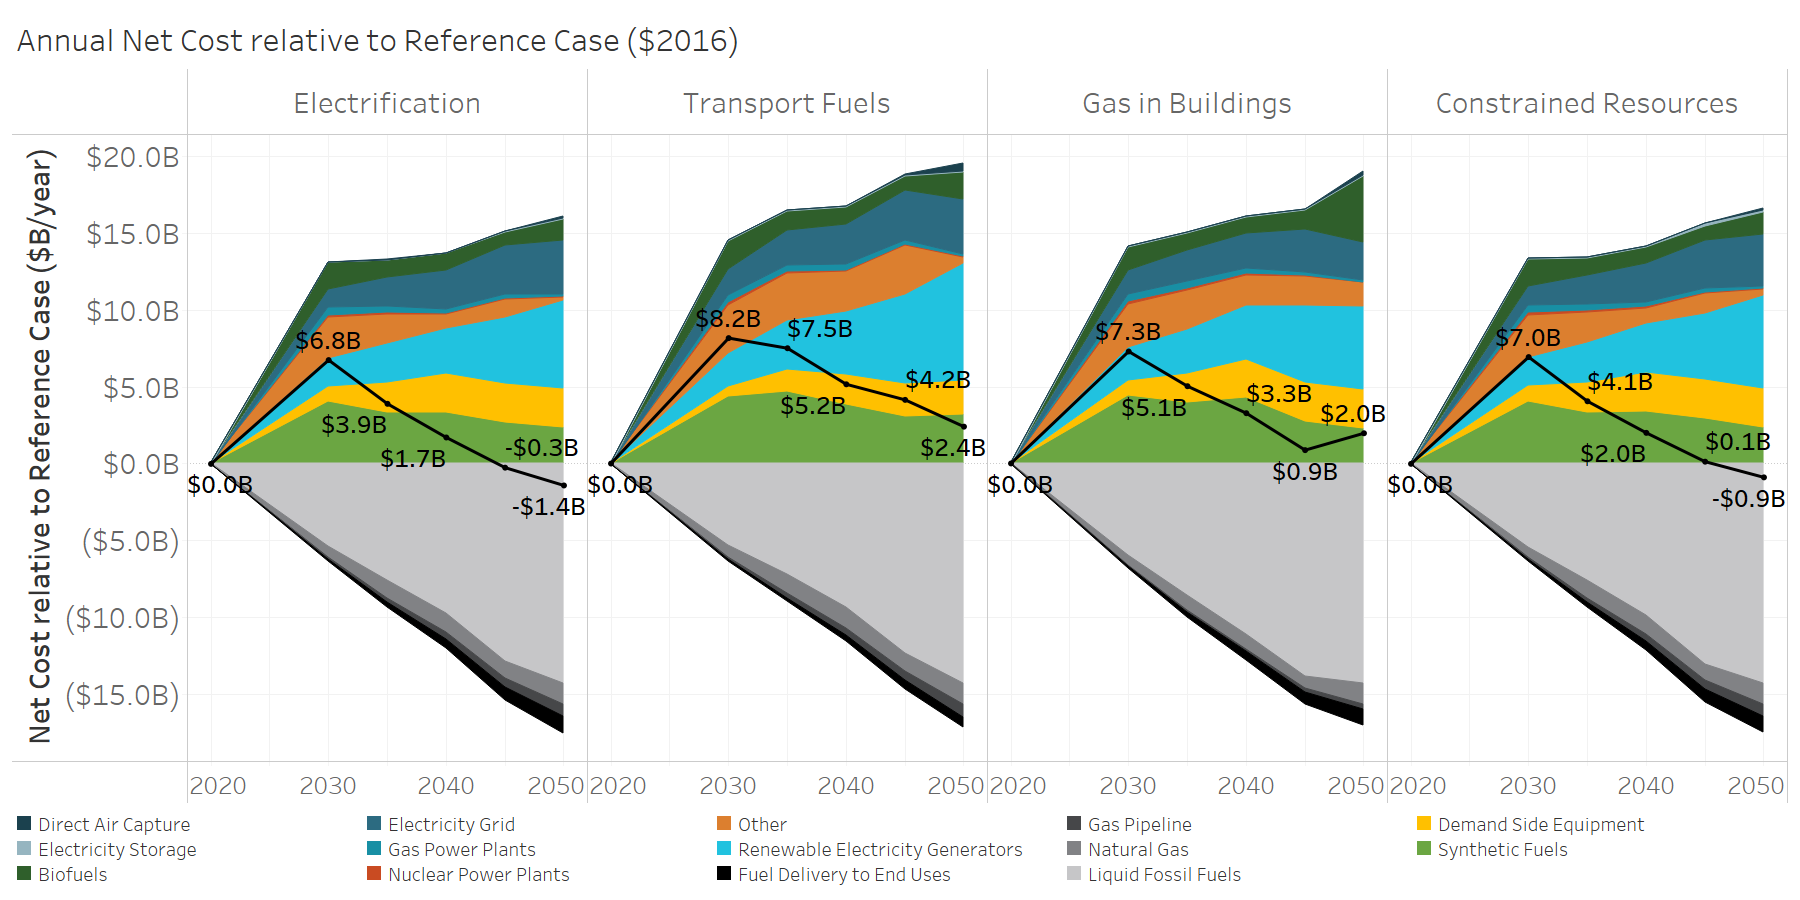 Annual Net Cost relative to Reference Case ($2016)
Electrification
Transport Fuels
Gas in Buildings
Constrained Resources
Net Cost relative to Reference Case ($B/year)
$20.0B
$15.0B
$10.0B
$5.0B
$0.0B
($5.0B)
($10.0B)
($15.0B)
$0.0B
$6.8B
$3.9B
$1.7B
-$0.3B
-$1.4B
$0.0B
$8.2B
$7.5B
$5.2B
$4.2B
$2.4B
$0.0B
$7.3B
$5.1B
$3.3B
$0.9B
$2.0B
$0.0B
$7.0B
$4.1B
$2.0B
$0.1B
-$0.9B
2020 2030 2040 2050
2020 2030 2040 2050
2020 2030 2040 2050
2020 2030 2040 2050
Direct Air Capture
Electricity Storage
Biofuels
Electricity Grid
Gas Power Plants
Nuclear Power Plants
Other
Renewable Electricity Generators
Fuel Delivery to End Uses
Gas Pipeline
Natural Gas
Liquid Fossil Fuels
Demand Side Equipment
Synthetic Fuels